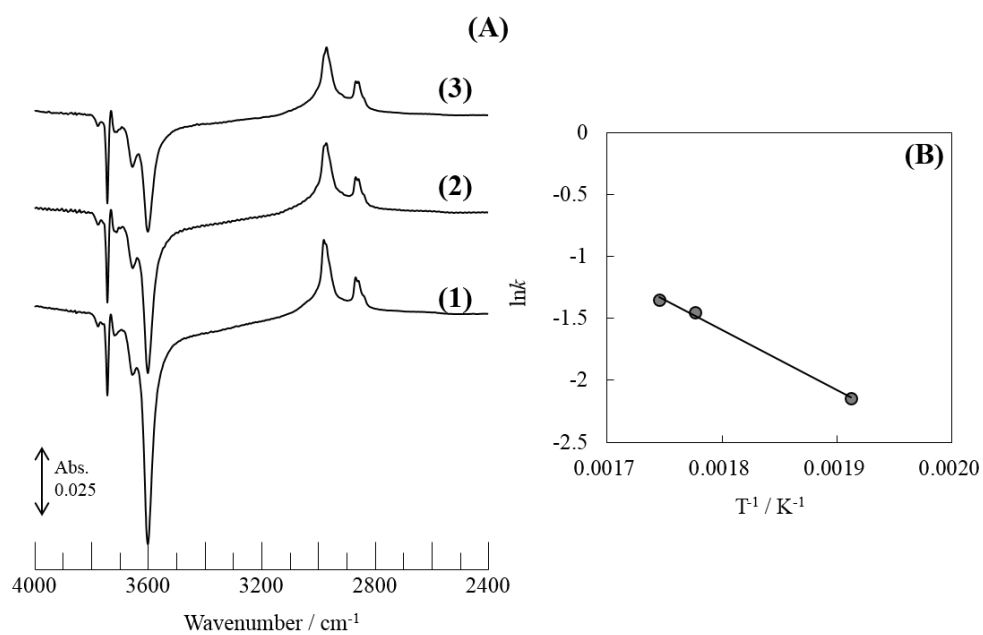 (A)
(3)
(2)
(1)
Abs.
0.025
4000 3600 3200 2800 2400
Wavenumber / cm⁻¹
(B)
0
-0.5
-1
-1.5
-2
-2.5
lnk
0.0017 0.0018 0.0019 0.0020
T⁻¹ / K⁻¹